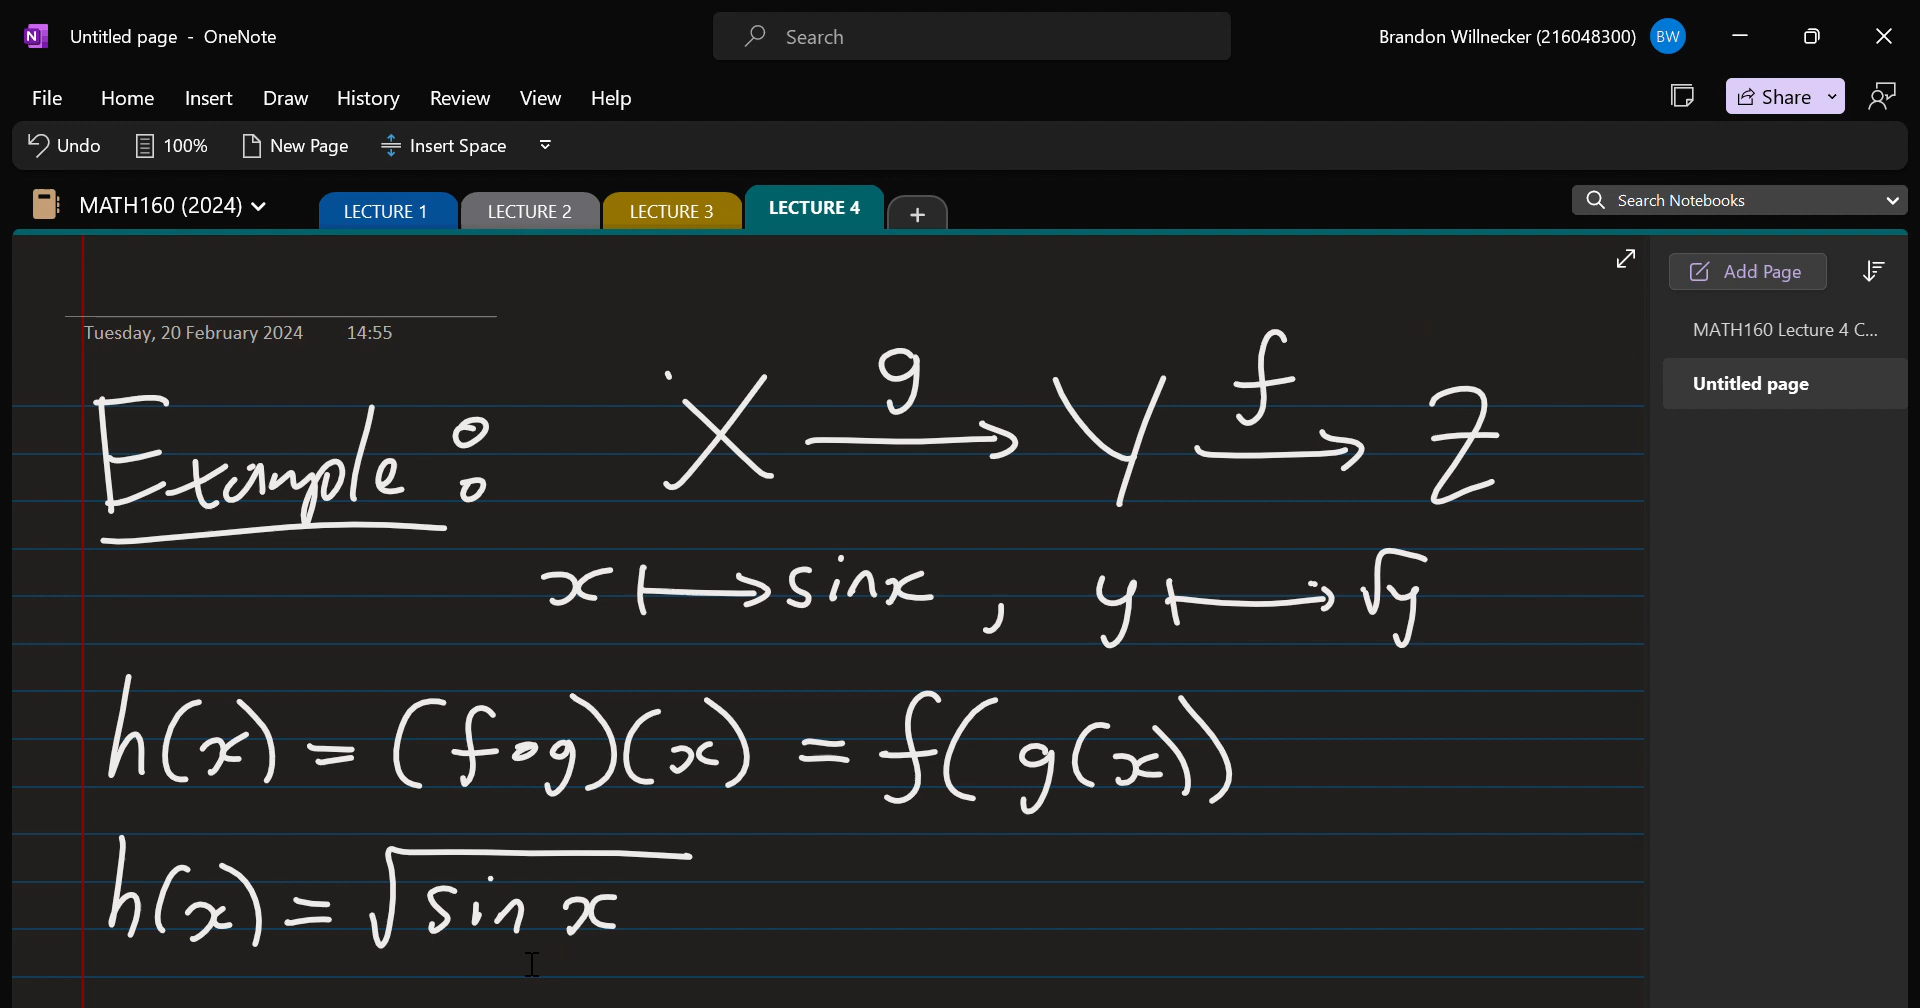 Untitled page - OneNote
Search
Brandon Willnecker (216048300) BW
File Home Insert Draw History Review View Help
Share
Undo 100% New Page Insert Space
MATH160 (2024) LECTURE 1 LECTURE 2 LECTURE 3 LECTURE 4 +
Search Notebooks
Add Page
MATH160 Lecture 4 C...
Untitled page
Tuesday, 20 February 2024 14:55
Example : X g→ Y f→ Z
x ↦ sinx , y ↦ √y
h(x) = (f∘g)(x) = f(g(x))
h(x) = √sin x